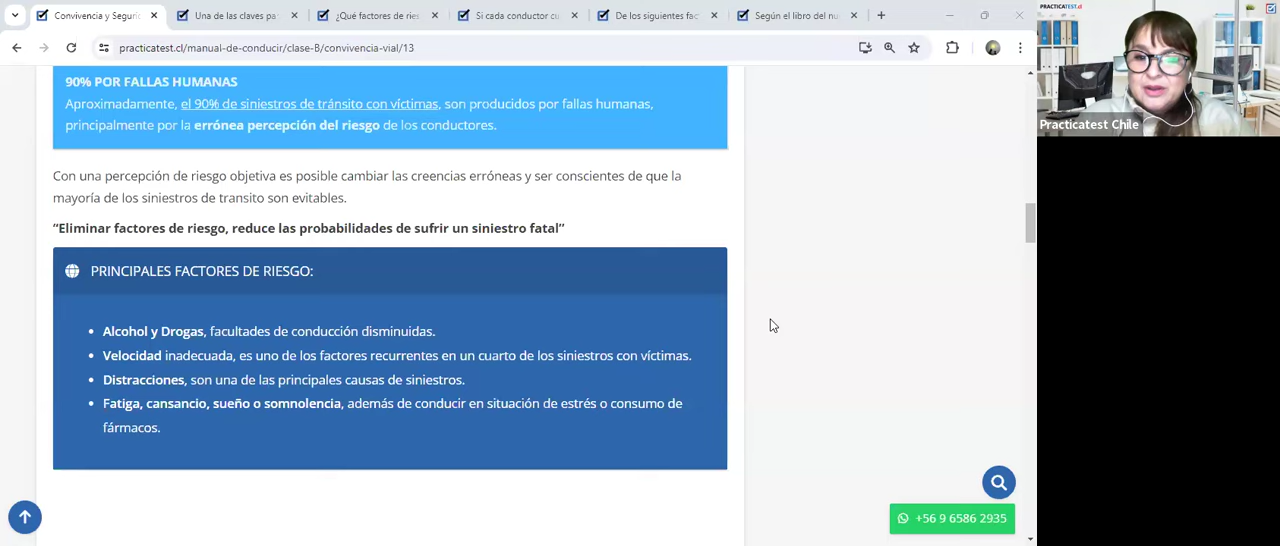 Convivencia y Seguric
Una de las claves pa
¿Qué factores de ries
Si cada conductor cu
De los siguientes fac
Según el libro del nu
practicatest.cl/manual-de-conducir/clase-B/convivencia-vial/13
PRACTICATEST.cl
90% POR FALLAS HUMANAS
Aproximadamente, el 90% de siniestros de tránsito con víctimas, son producidos por fallas humanas,
principalmente por la errónea percepción del riesgo de los conductores.
Practicatest Chile
Con una percepción de riesgo objetiva es posible cambiar las creencias erróneas y ser conscientes de que la
mayoría de los siniestros de transito son evitables.
“Eliminar factores de riesgo, reduce las probabilidades de sufrir un siniestro fatal”
PRINCIPALES FACTORES DE RIESGO:
• Alcohol y Drogas, facultades de conducción disminuidas.
• Velocidad inadecuada, es uno de los factores recurrentes en un cuarto de los siniestros con víctimas.
• Distracciones, son una de las principales causas de siniestros.
• Fatiga, cansancio, sueño o somnolencia, además de conducir en situación de estrés o consumo de
fármacos.
+56 9 6586 2935